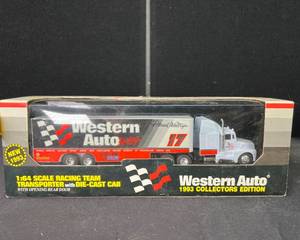 NEW
1993
Western
Auto
17
1:64 SCALE RACING TEAM
TRANSPORTER with DIE-CAST CAR
WITH OPENING REAR DOOR
Western Auto
1993 COLLECTORS EDITION